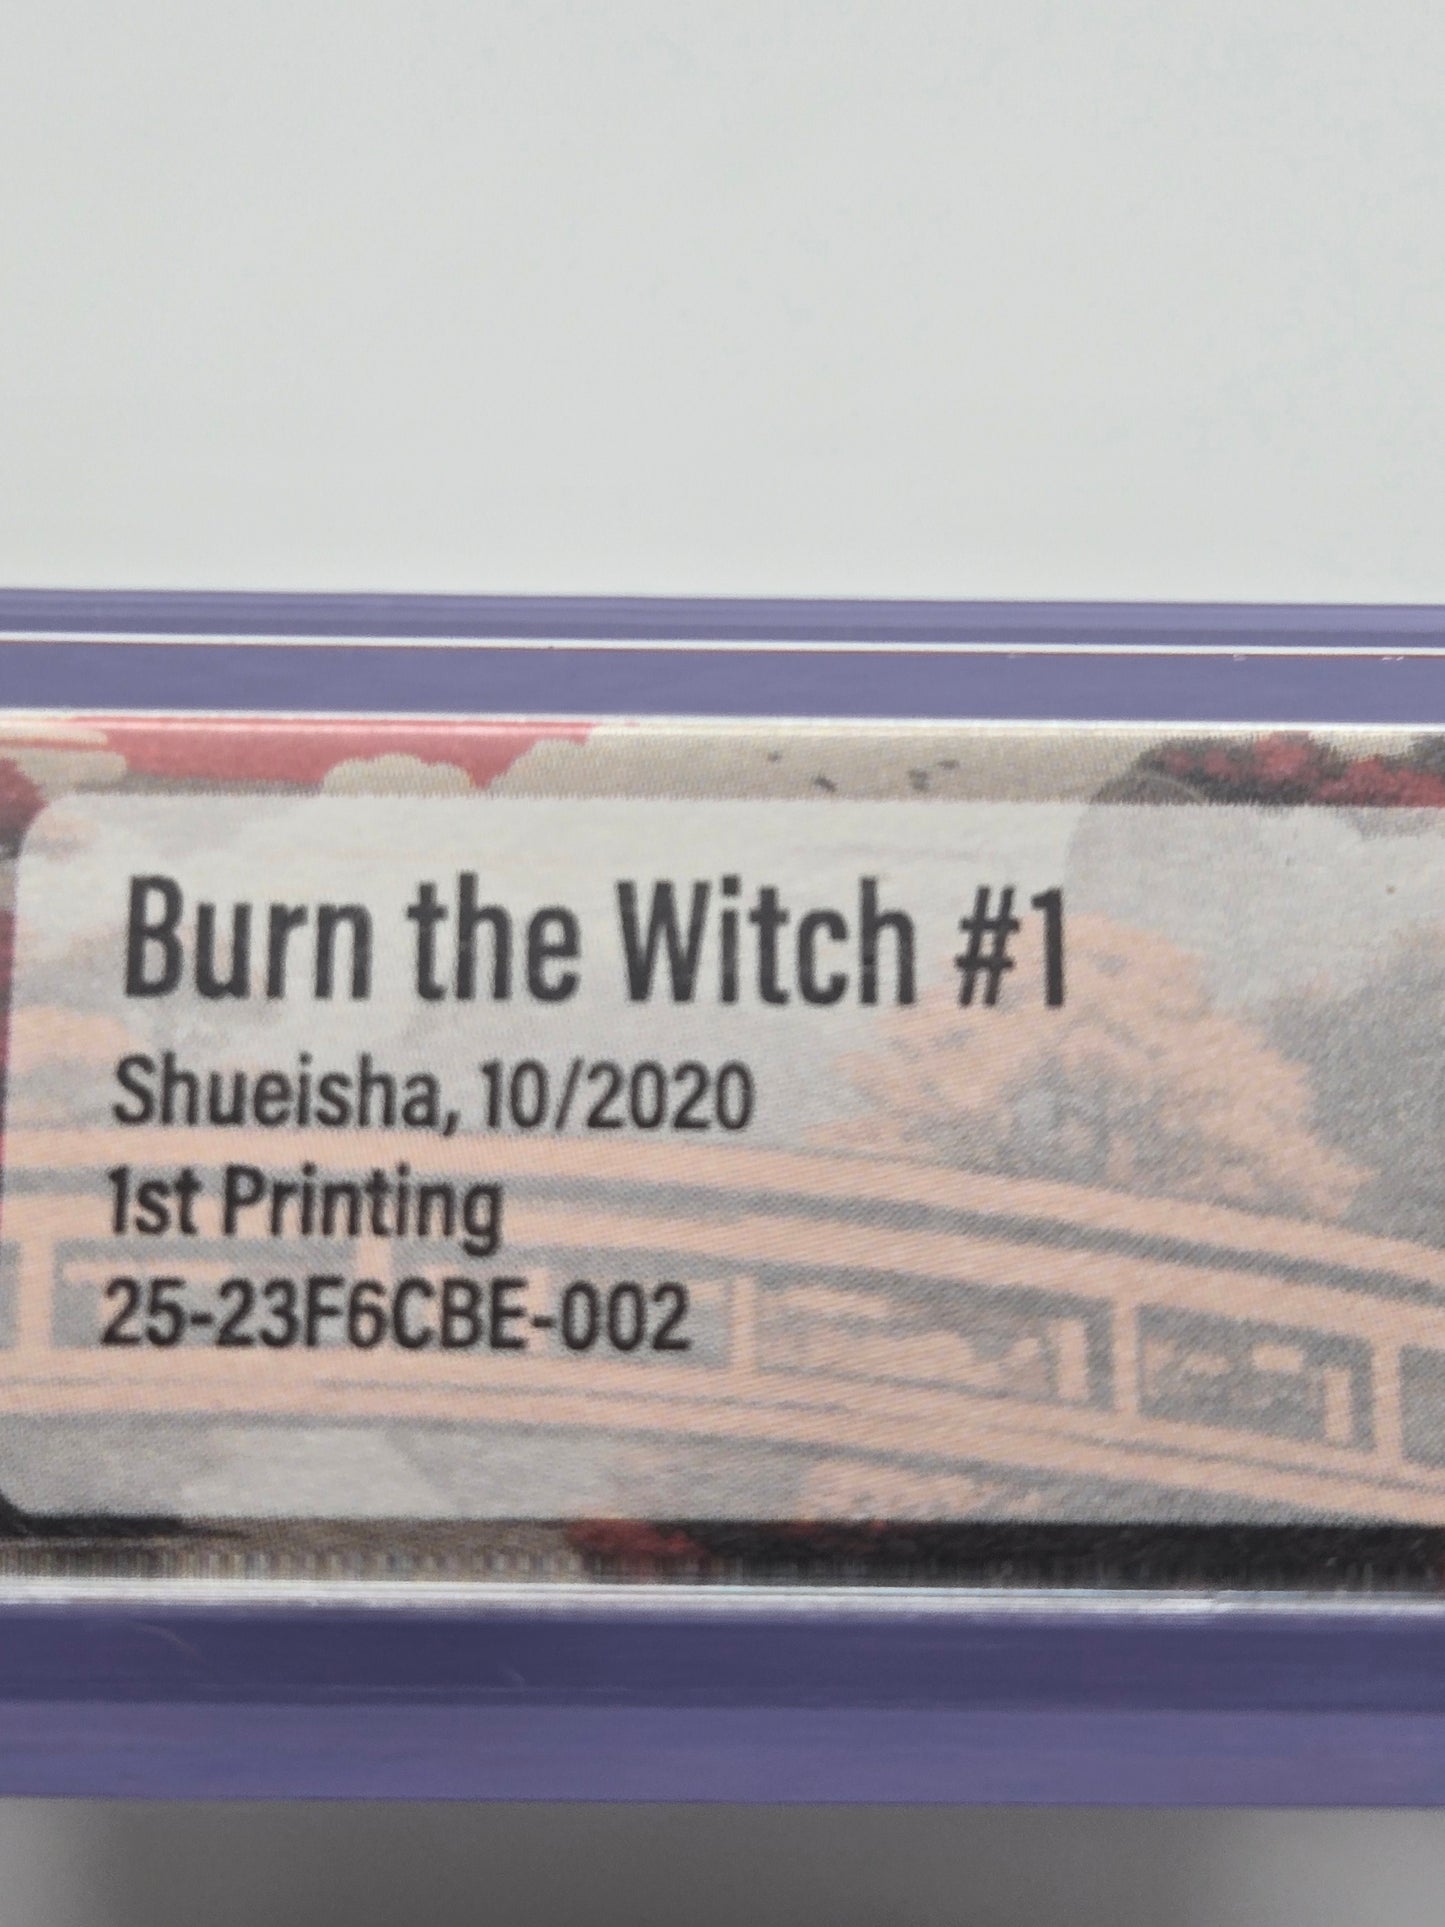 Burn the Witch #1
Shueisha, 10/2020
1st Printing
25-23F6CBE-002